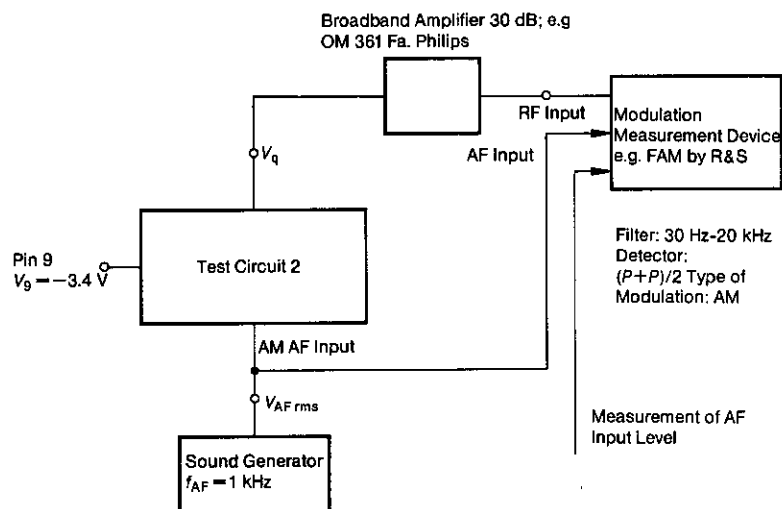 Broadband Amplifier 30 dB; e.g
OM 361 Fa. Philips
RF Input
Modulation
Measurement Device
e.g. FAM by R&S
AF Input
Vq
Filter: 30 Hz-20 kHz
Detector:
(P+P)/2 Type of
Modulation: AM
Pin 9
V9=−3.4 V
Test Circuit 2
AM AF Input
VAF rms
Measurement of AF
Input Level
Sound Generator
fAF=1 kHz